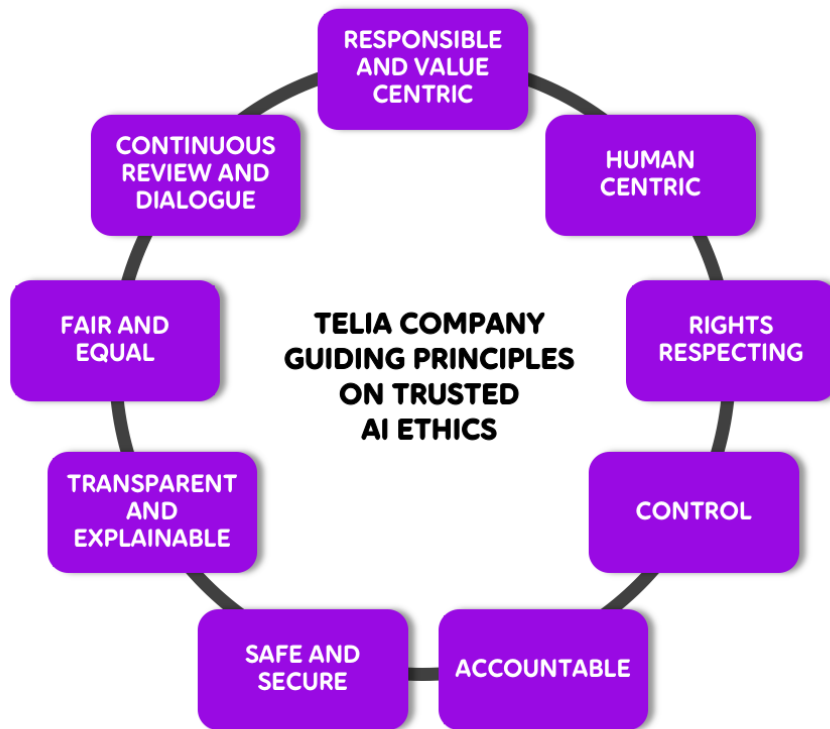 RESPONSIBLE
AND VALUE
CENTRIC
HUMAN
CENTRIC
RIGHTS
RESPECTING
CONTROL
ACCOUNTABLE
SAFE AND
SECURE
TRANSPARENT
AND
EXPLAINABLE
FAIR AND
EQUAL
CONTINUOUS
REVIEW AND
DIALOGUE
TELIA COMPANY
GUIDING PRINCIPLES
ON TRUSTED
AI ETHICS